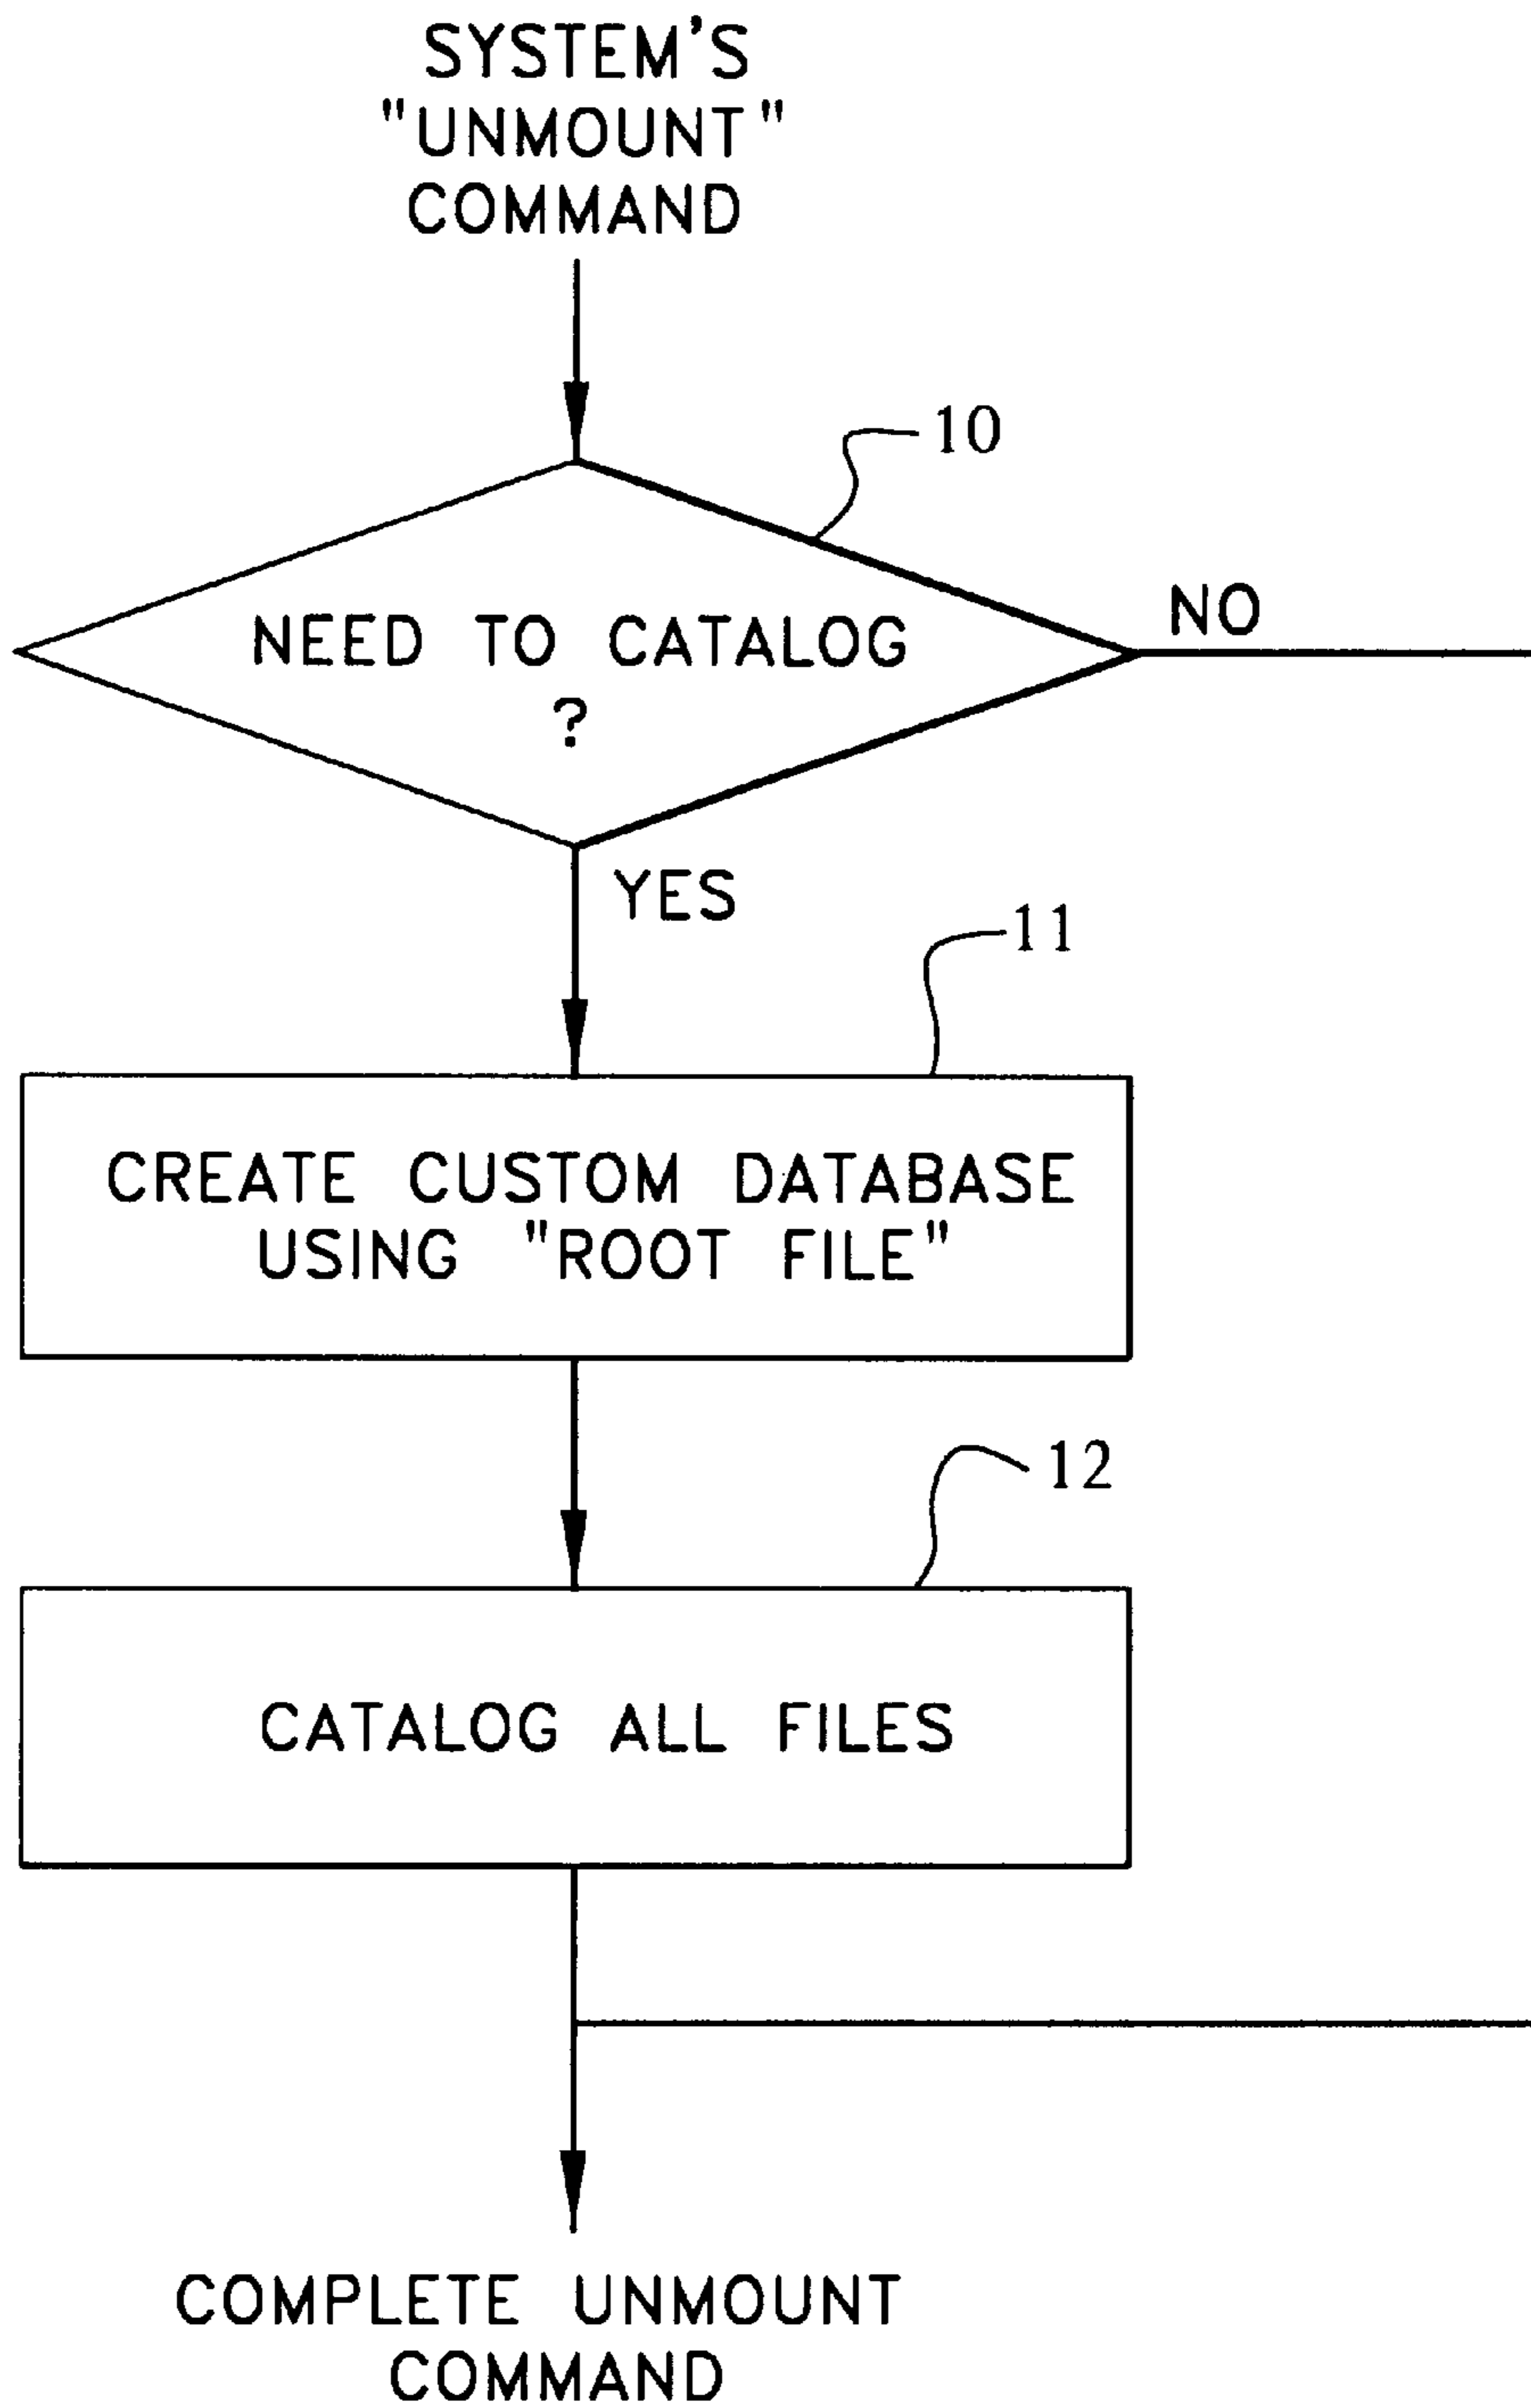 SYSTEM'S
"UNMOUNT"
COMMAND
10
NEED TO CATALOG
?
NO
YES
11
CREATE CUSTOM DATABASE
USING "ROOT FILE"
12
CATALOG ALL FILES
COMPLETE UNMOUNT
COMMAND